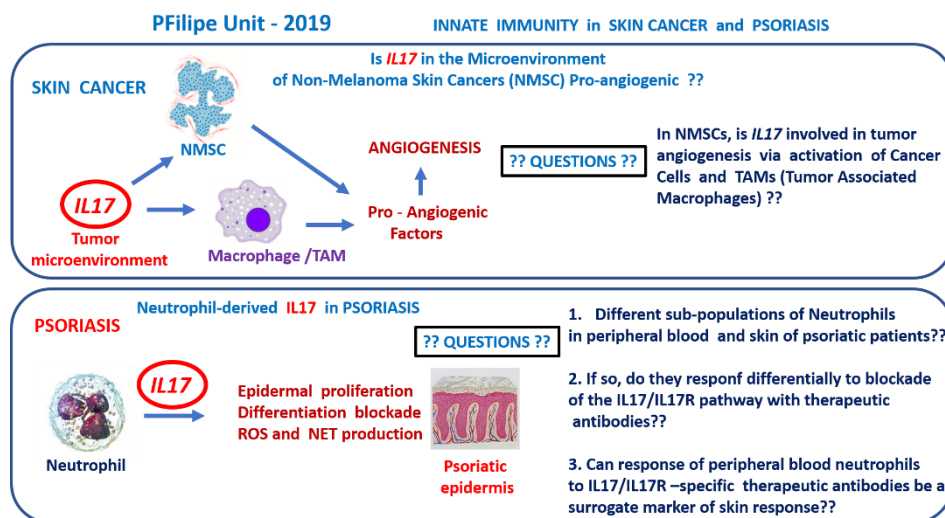 PFilipe Unit - 2019
INNATE IMMUNITY in SKIN CANCER and PSORIASIS
Is IL17 in the Microenvironment
of Non-Melanoma Skin Cancers (NMSC) Pro-angiogenic ??
SKIN CANCER
NMSC
IL17
Tumor
microenvironment
Macrophage /TAM
ANGIOGENESIS
Pro - Angiogenic
Factors
?? QUESTIONS ??
In NMSCs, is IL17 involved in tumor
angiogenesis via activation of Cancer
Cells and TAMs (Tumor Associated
Macrophages) ??
Neutrophil-derived IL17 in PSORIASIS
PSORIASIS
IL17
Neutrophil
Epidermal proliferation
Differentiation blockade
ROS and NET production
?? QUESTIONS ??
Psoriatic
epidermis
1. Different sub-populations of Neutrophils
in peripheral blood and skin of psoriatic patients??
2. If so, do they responf differentially to blockade
of the IL17/IL17R pathway with therapeutic
antibodies??
3. Can response of peripheral blood neutrophils
to IL17/IL17R –specific therapeutic antibodies be a
surrogate marker of skin response??